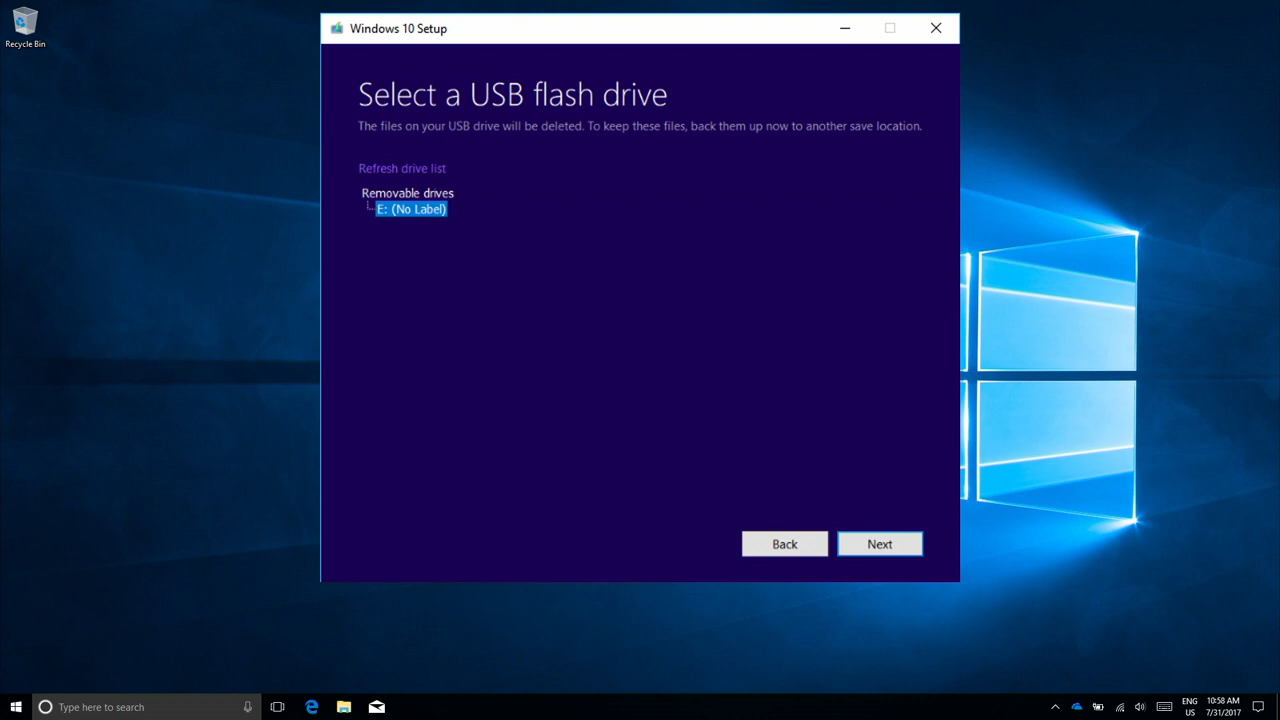 Recycle Bin
Windows 10 Setup
Select a USB flash drive
The files on your USB drive will be deleted. To keep these files, back them up now to another save location.
Refresh drive list
Removable drives
E: (No Label)
Back
Next
Type here to search
ENG
US
10:58 AM
7/31/2017